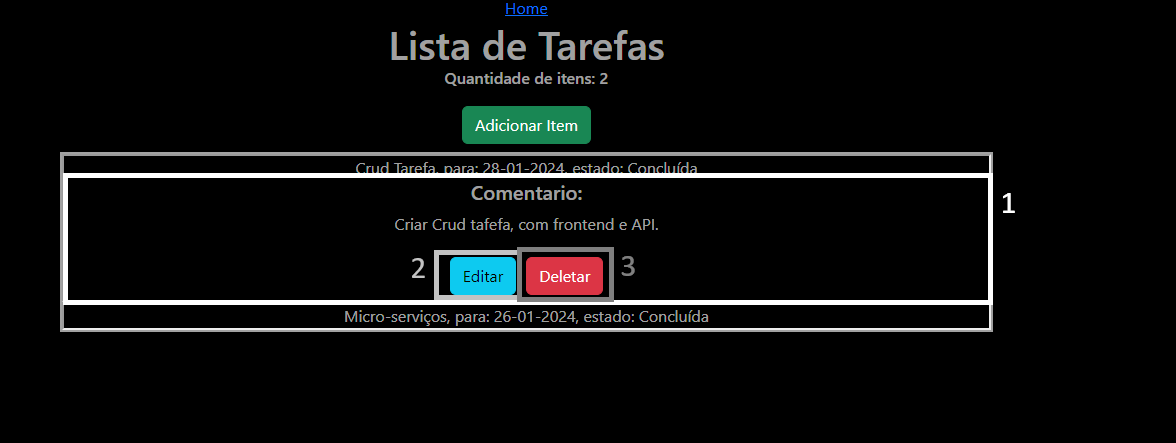 Home
Lista de Tarefas
Quantidade de itens: 2
Adicionar Item
Crud Tarefa, para: 28-01-2024, estado: Concluída
Comentario:
1
Criar Crud tafefa, com frontend e API.
2 Editar Deletar 3
Micro-serviços, para: 26-01-2024, estado: Concluída